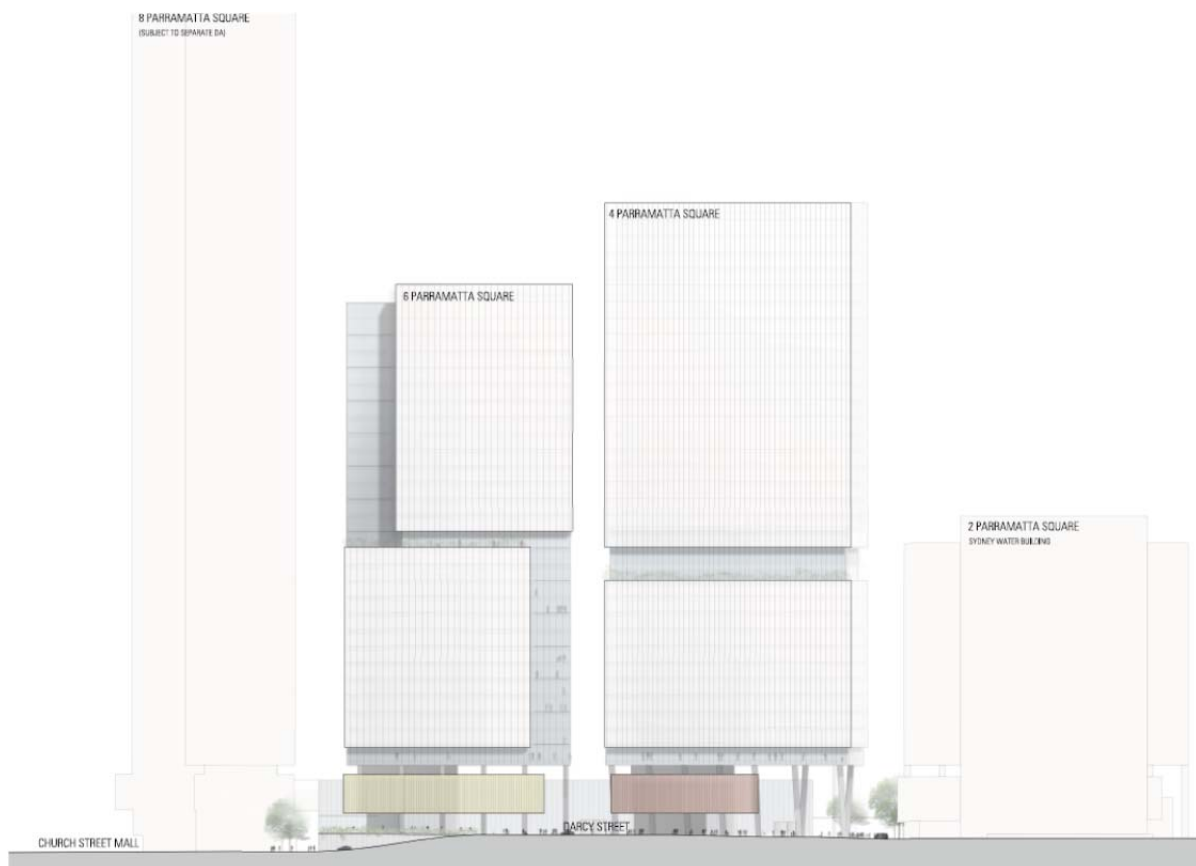 8 PARRAMATTA SQUARE
(SUBJECT TO SEPARATE DA)
4 PARRAMATTA SQUARE
6 PARRAMATTA SQUARE
2 PARRAMATTA SQUARE
SYDNEY WATER BUILDING
DARCY STREET
CHURCH STREET MALL